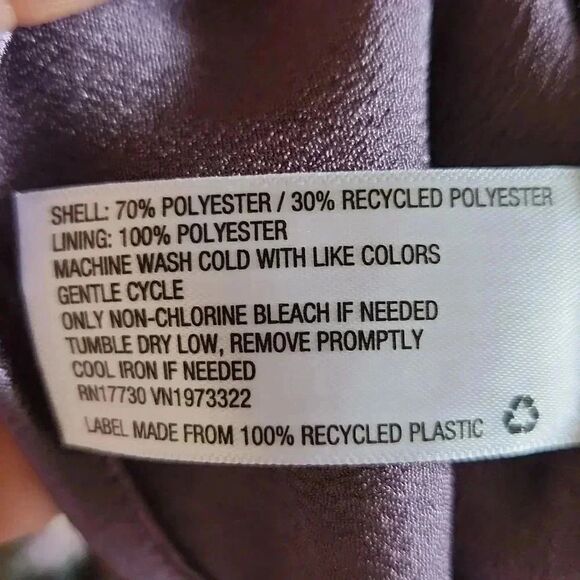 SHELL: 70% POLYESTER / 30% RECYCLED POLYESTER
LINING: 100% POLYESTER
MACHINE WASH COLD WITH LIKE COLORS
GENTLE CYCLE
ONLY NON-CHLORINE BLEACH IF NEEDED
TUMBLE DRY LOW, REMOVE PROMPTLY
COOL IRON IF NEEDED
RN17730 VN1973322
LABEL MADE FROM 100% RECYCLED PLASTIC